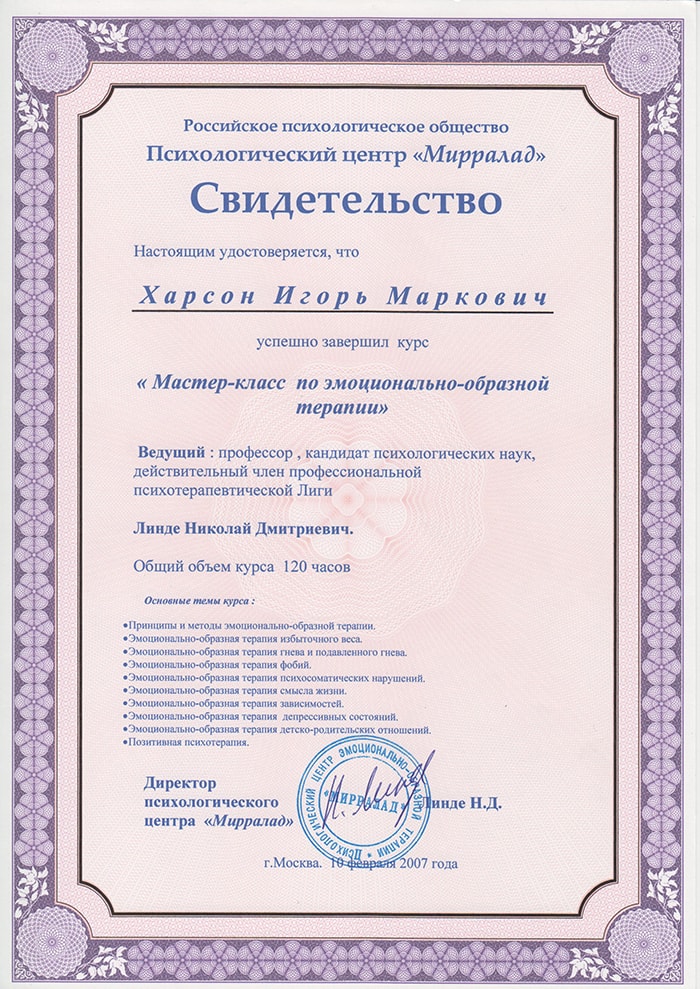 Российское психологическое общество
Психологический центр «Мирралад»
Свидетельство
Настоящим удостоверяется, что
Харсон Игорь Маркович
успешно завершил курс
« Мастер-класс по эмоционально-образной
терапии»
Ведущий : профессор , кандидат психологических наук,
действительный член профессиональной
психотерапевтической Лиги
Линде Николай Дмитриевич.
Общий объем курса 120 часов
Основные темы курса :
•Принципы и методы эмоционально-образной терапии.
•Эмоционально-образная терапия избыточного веса.
•Эмоционально-образная терапия гнева и подавленного гнева.
•Эмоционально-образная терапия фобий.
•Эмоционально-образная терапия психосоматических нарушений.
•Эмоционально-образная терапия смысла жизни.
•Эмоционально-образная терапия зависимостей.
•Эмоционально-образная терапия депрессивных состояний.
•Эмоционально-образная терапия детско-родительских отношений.
•Позитивная психотерапия.
Директор
психологического
центра «Мирралад»
Линде Н.Д.
Психологический центр эмоционально-образной терапии *
«МИРРАЛАД»
г.Москва. 10 февраля 2007 года